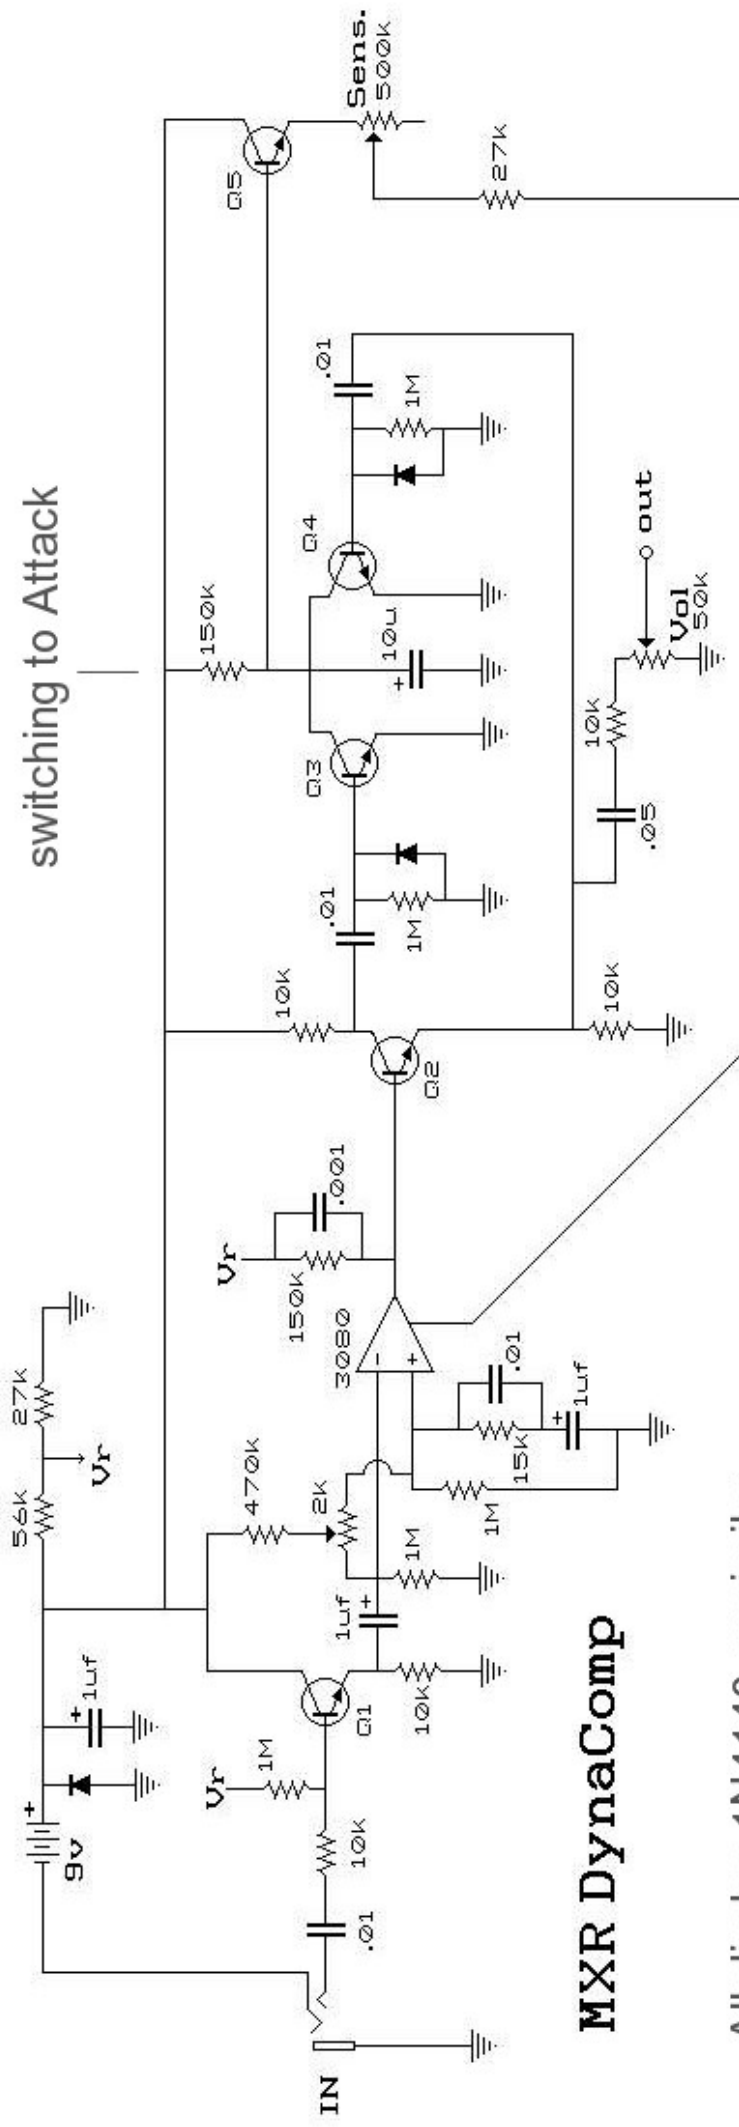 56K
27K
switching to Attack
9v
1uf
Vr
Vr
1M
470K
Vr
150K
Q5
Sens.
500K
10K
150K
IN
.01
10K
Q1
1uf
2K
3080
-
+
.001
10K
.01
Q3
Q4
.01
27K
10K
1M
1M
15K
.01
1uf
Q2
1M
10u
1M
MXR DynaComp
10K
.05
10K
Vol
50K
out